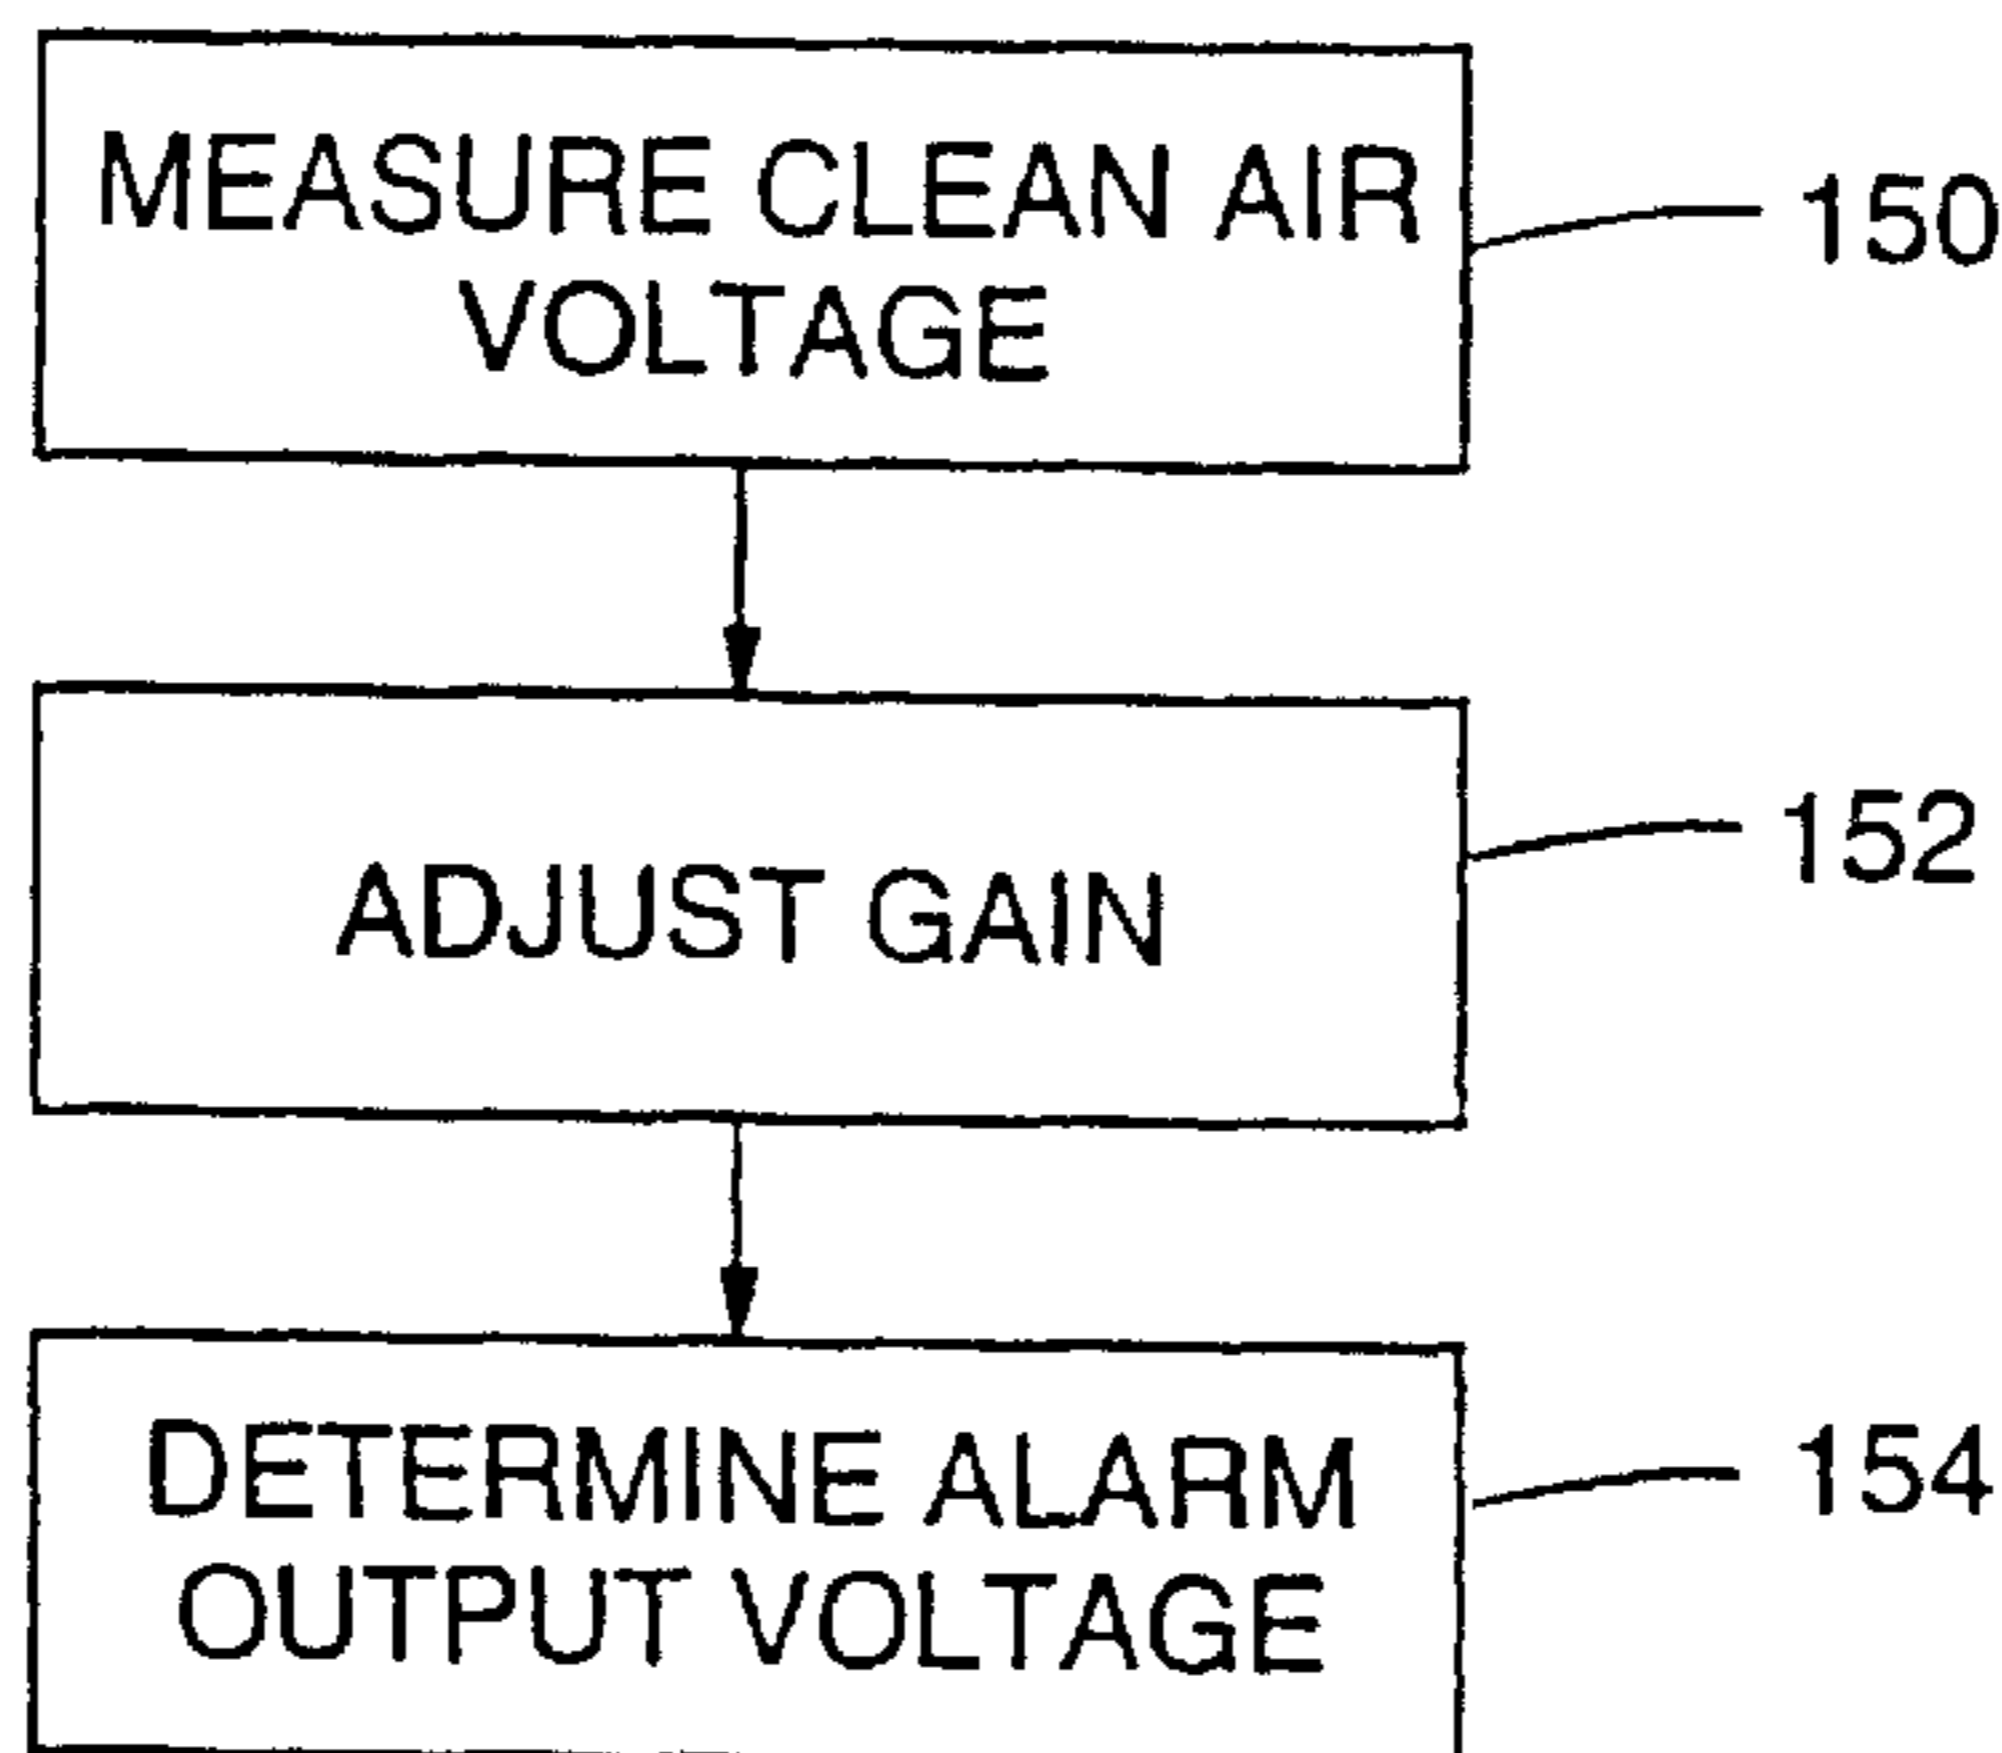 MEASURE CLEAN AIR
VOLTAGE
150
ADJUST GAIN
152
DETERMINE ALARM
OUTPUT VOLTAGE
154